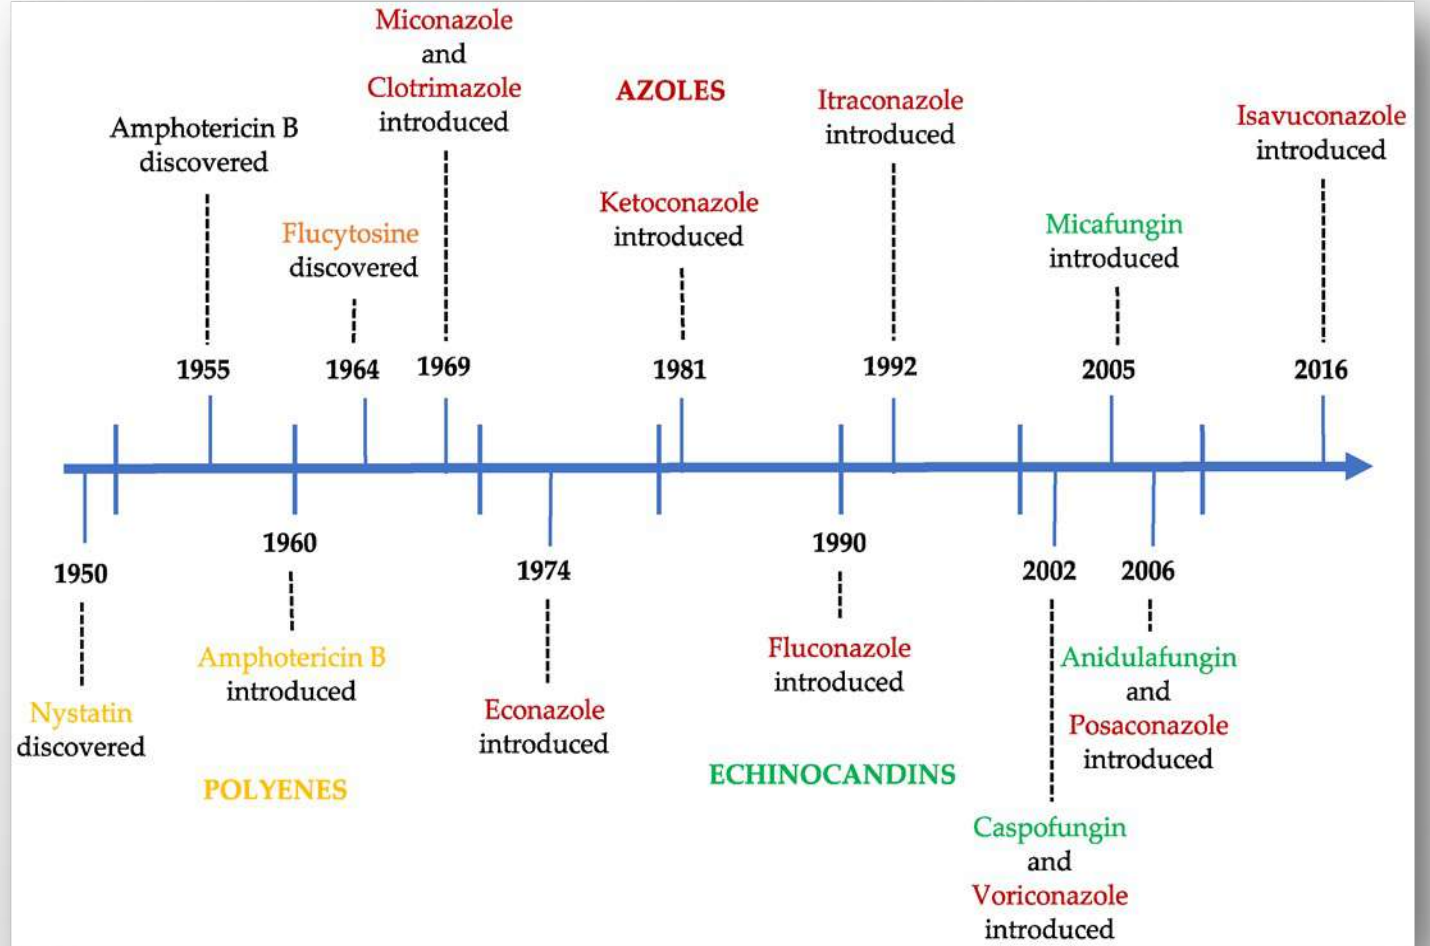 Miconazole
and
Clotrimazole
introduced
AZOLES
Itraconazole
introduced
Isavuconazole
introduced
Amphotericin B
discovered
Ketoconazole
introduced
Flucytosine
discovered
Micafungin
introduced
1955
1964
1969
1981
1992
2005
2016
1950
1960
1974
1990
2002
2006
Nystatin
discovered
Amphotericin B
introduced
POLYENES
Econazole
introduced
Fluconazole
introduced
ECHINOCANDINS
Anidulafungin
and
Posaconazole
introduced
Caspofungin
and
Voriconazole
introduced